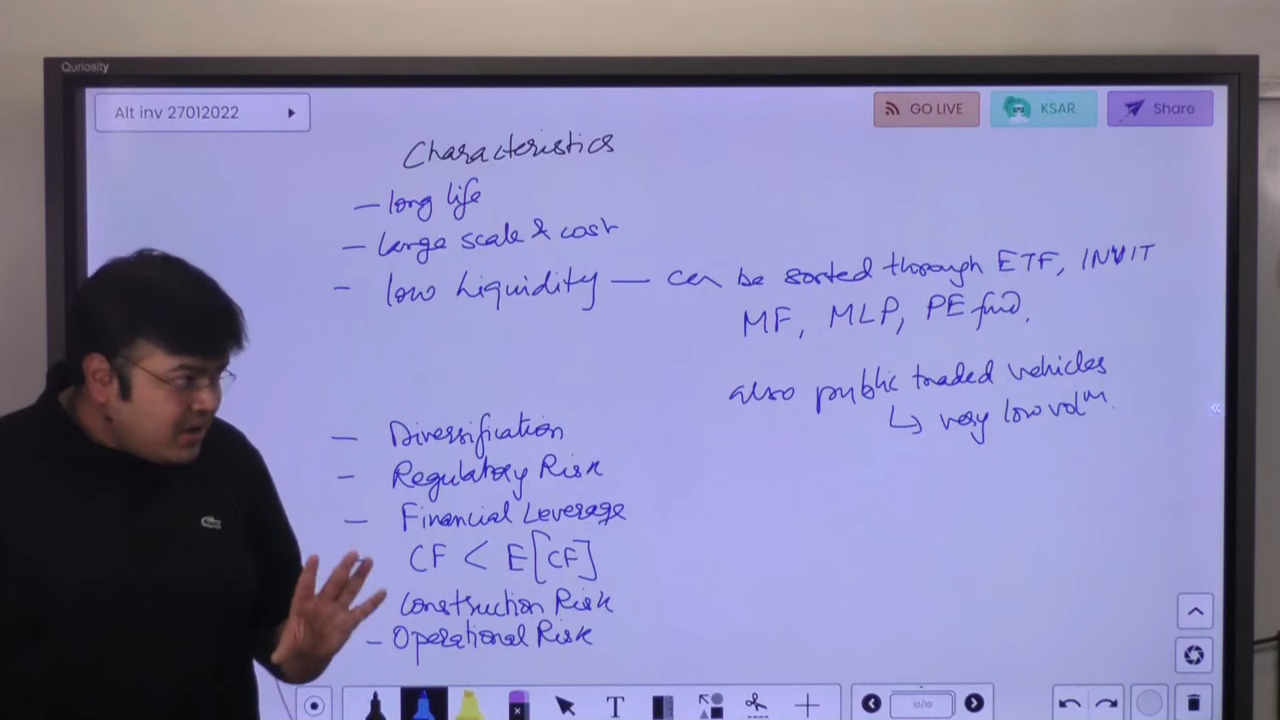 Quriosity
Alt inv 27012022
GO LIVE
KSAR
Share
Characteristics
— long life
— large scale & cost
— low liquidity — can be sorted through ETF, INVIT
MF, MLP, PE fund.
also public traded vehicles
↳ very low volm.
— Diversification
— Regulatory Risk
— Financial Leverage
CF < E[CF]
Construction Risk
— Operational Risk
T
10/10